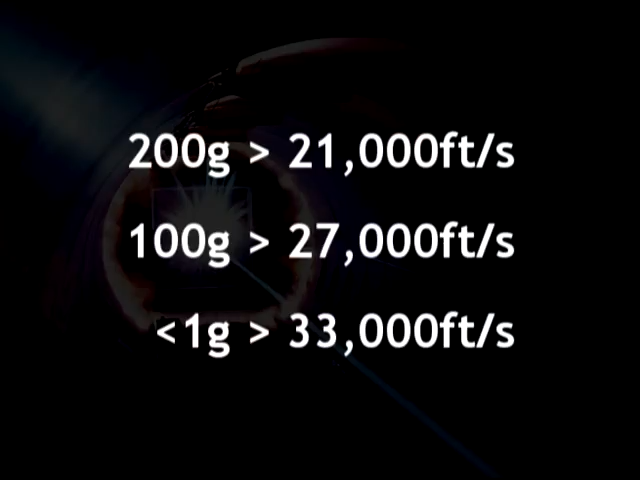 200g > 21,000ft/s
100g > 27,000ft/s
<1g > 33,000ft/s